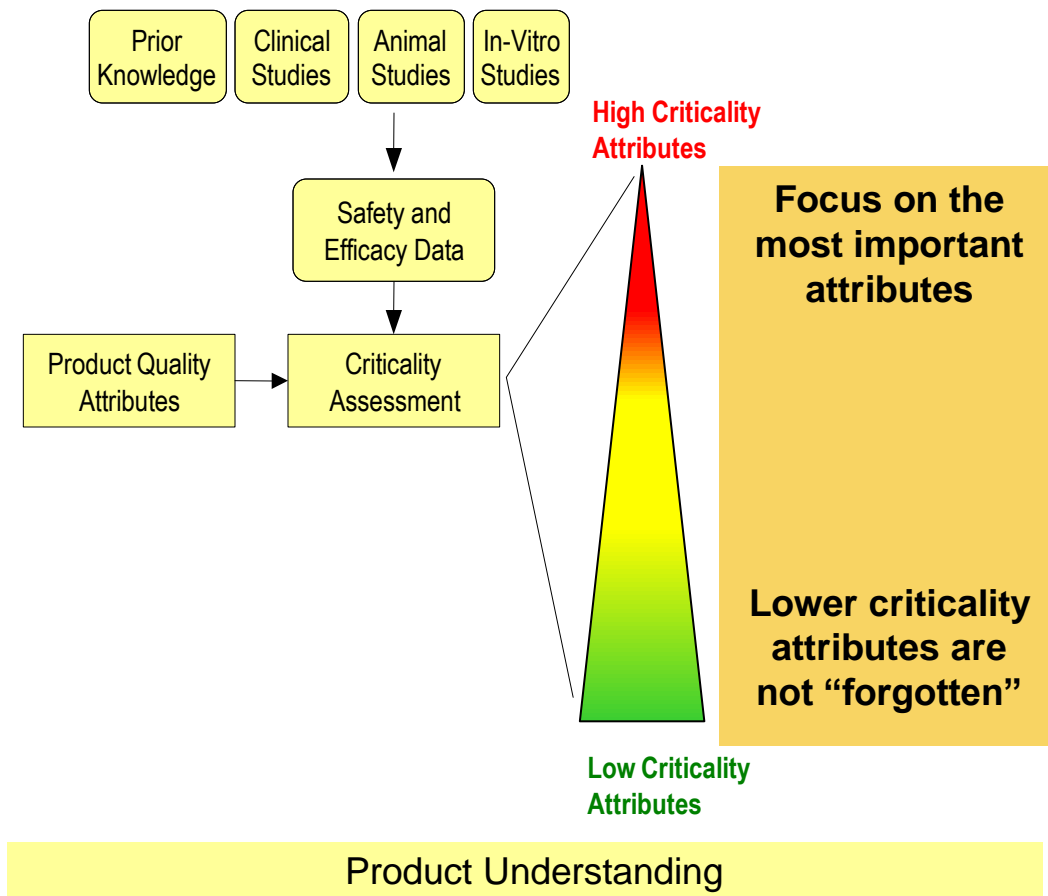 Prior
Knowledge
Clinical
Studies
Animal
Studies
In-Vitro
Studies
High Criticality
Attributes
Safety and
Efficacy Data
Focus on the
most important
attributes
Product Quality
Attributes
Criticality
Assessment
Lower criticality
attributes are
not “forgotten”
Low Criticality
Attributes
Product Understanding